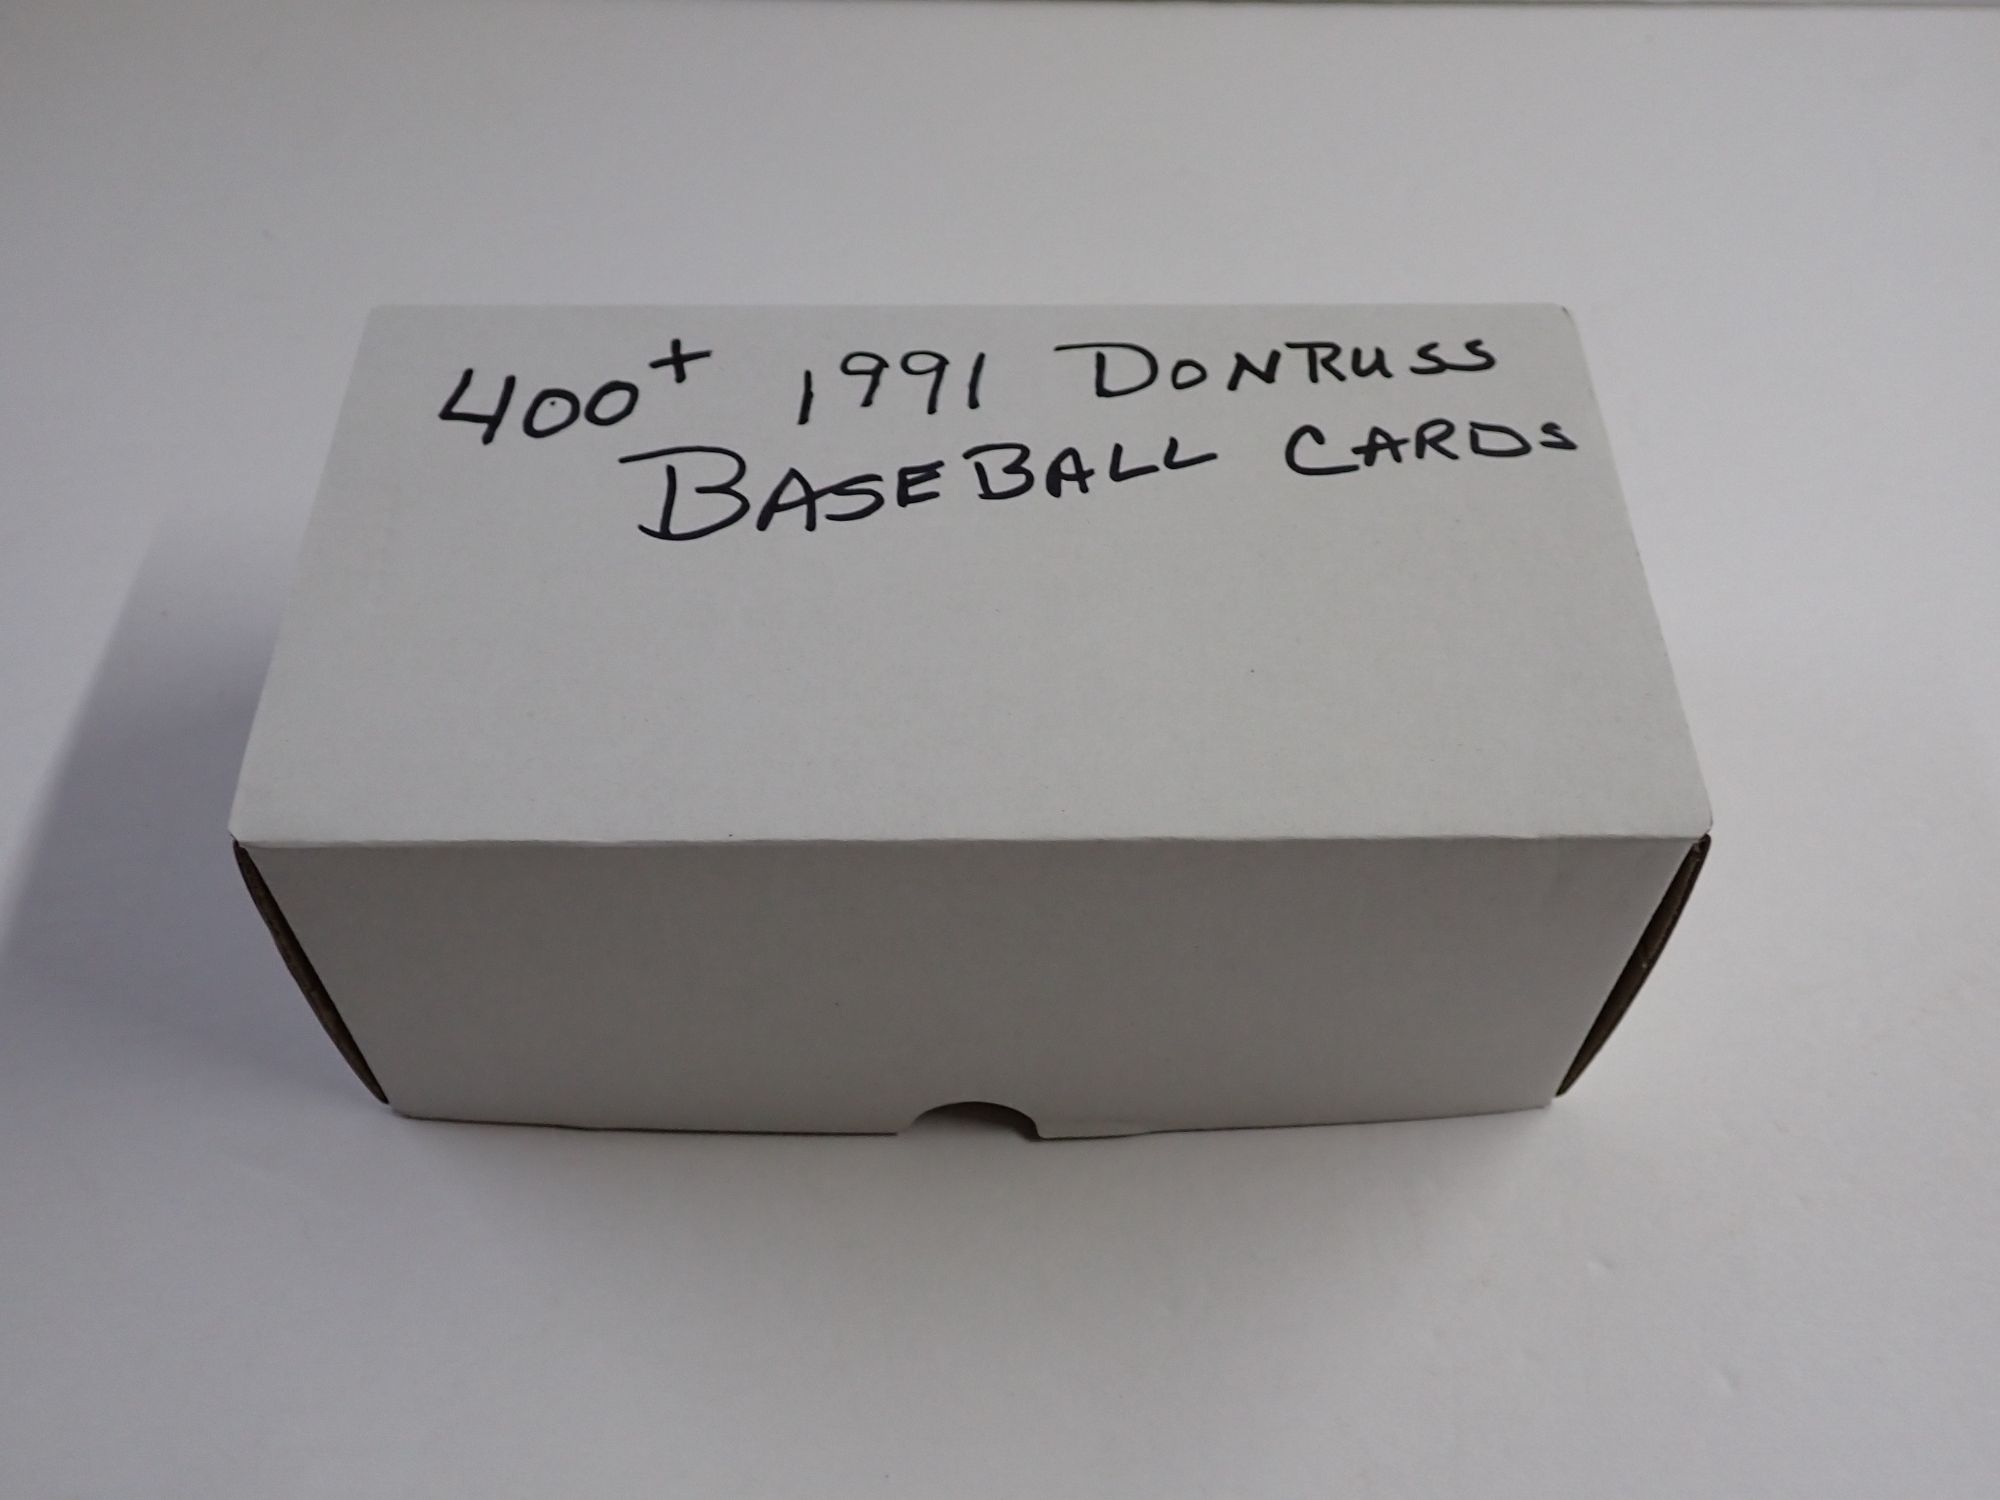 400+ 1991 DONRUSS
BASEBALL CARDS